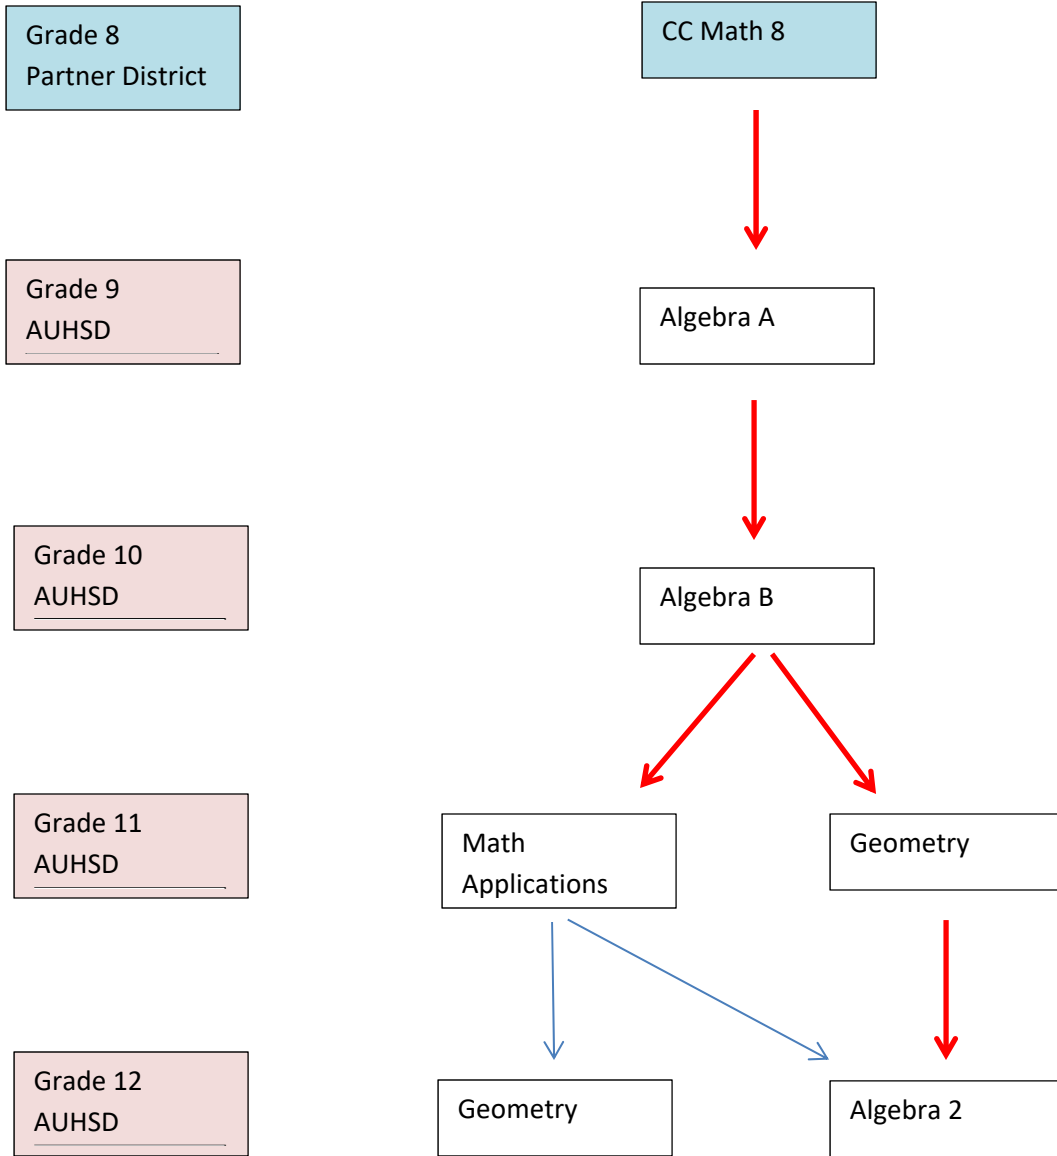 Grade 8
Partner District
CC Math 8
Grade 9
AUHSD
Algebra A
Grade 10
AUHSD
Algebra B
Grade 11
AUHSD
Math
Applications
Geometry
Grade 12
AUHSD
Geometry
Algebra 2